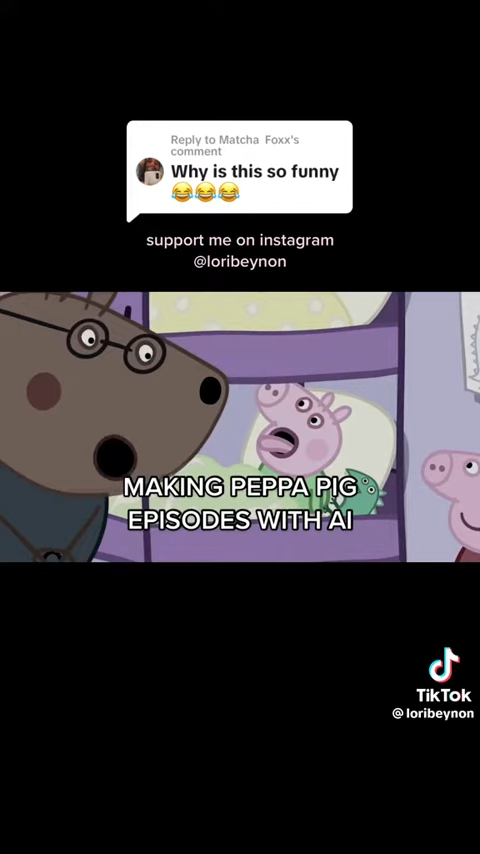 Reply to Matcha Foxx's
comment
Why is this so funny
😂😂😂
support me on instagram
@loribeynon
MAKING PEPPA PIG
EPISODES WITH AI
TikTok
@loribeynon